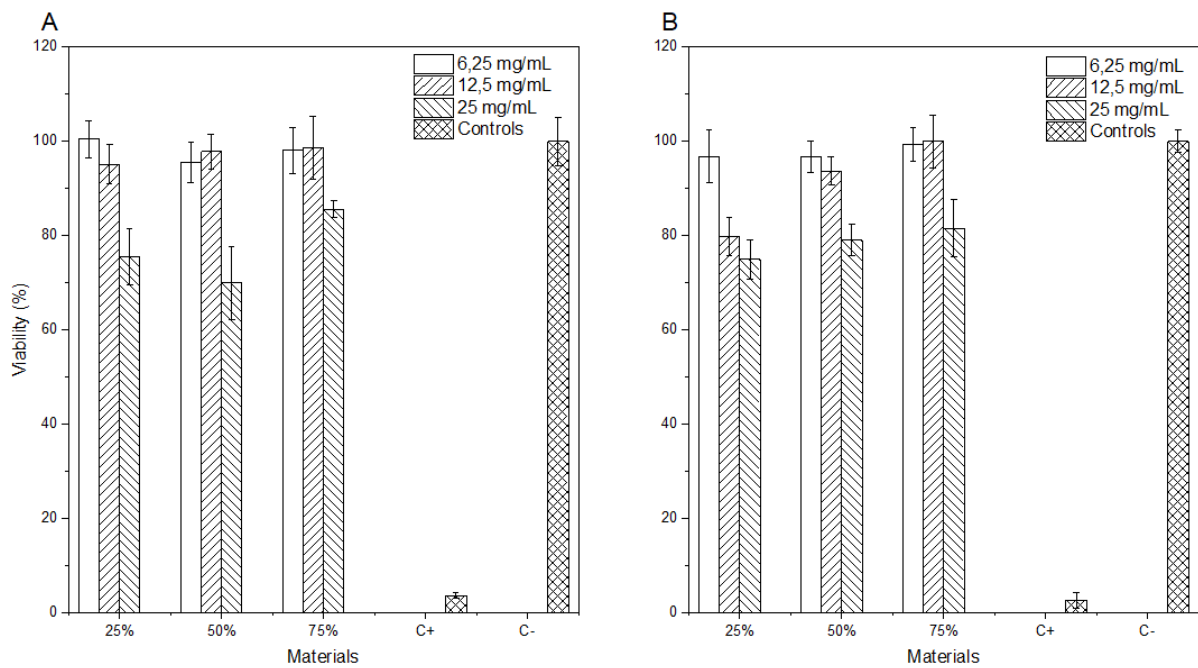 A
120
100
80
60
40
20
0
Viability (%)
6,25 mg/mL
12,5 mg/mL
25 mg/mL
Controls
25%
50%
75%
C+
C-
Materials
B
120
100
80
60
40
20
0
6,25 mg/mL
12,5 mg/mL
25 mg/mL
Controls
25%
50%
75%
C+
C-
Materials